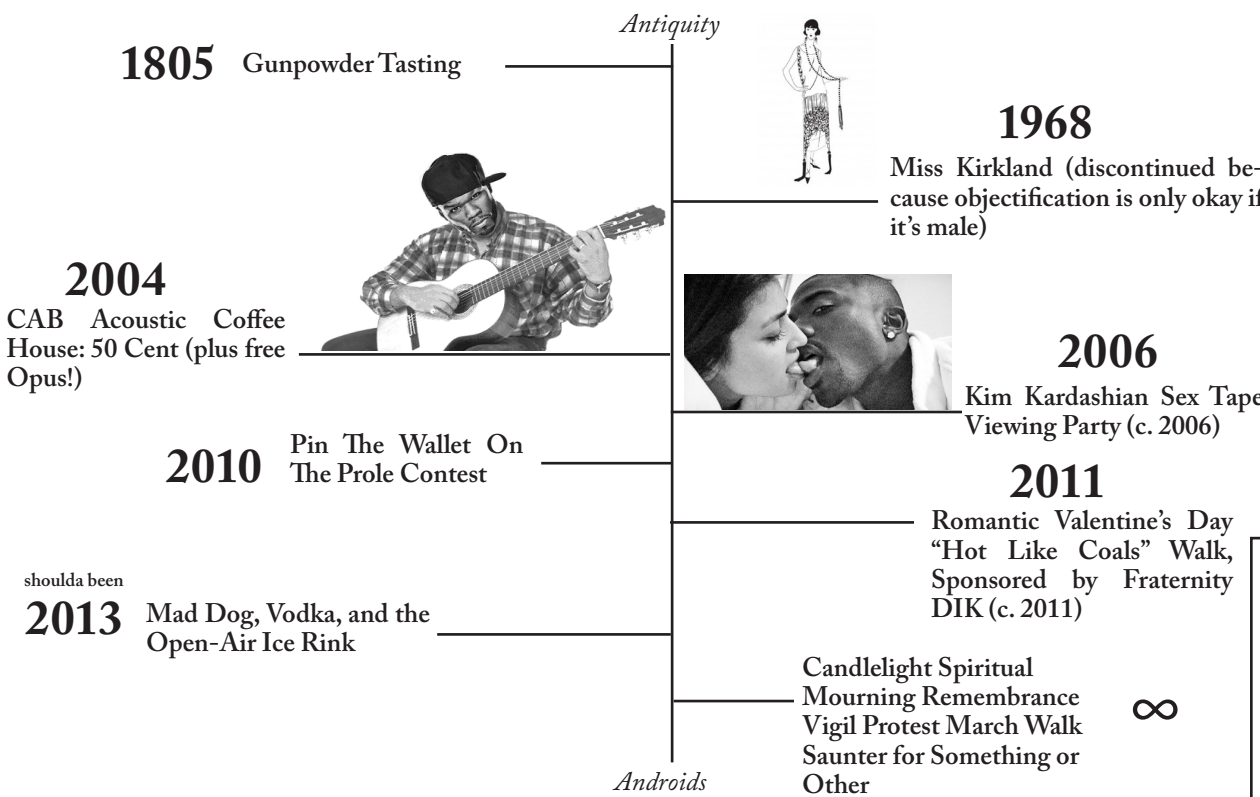 Antiquity
1805
Gunpowder Tasting
1968
Miss Kirkland (discontinued be-
cause objectification is only okay if
it's male)
2004
CAB Acoustic Coffee
House: 50 Cent (plus free
Opus!)
2006
Kim Kardashian Sex Tape
Viewing Party (c. 2006)
2010
Pin The Wallet On
The Prole Contest
2011
Romantic Valentine's Day
“Hot Like Coals” Walk,
Sponsored by Fraternity
DIK (c. 2011)
shoulda been
2013
Mad Dog, Vodka, and the
Open-Air Ice Rink
Candlelight Spiritual
Mourning Remembrance
Vigil Protest March Walk
Saunter for Something or
Other
∞
Androids